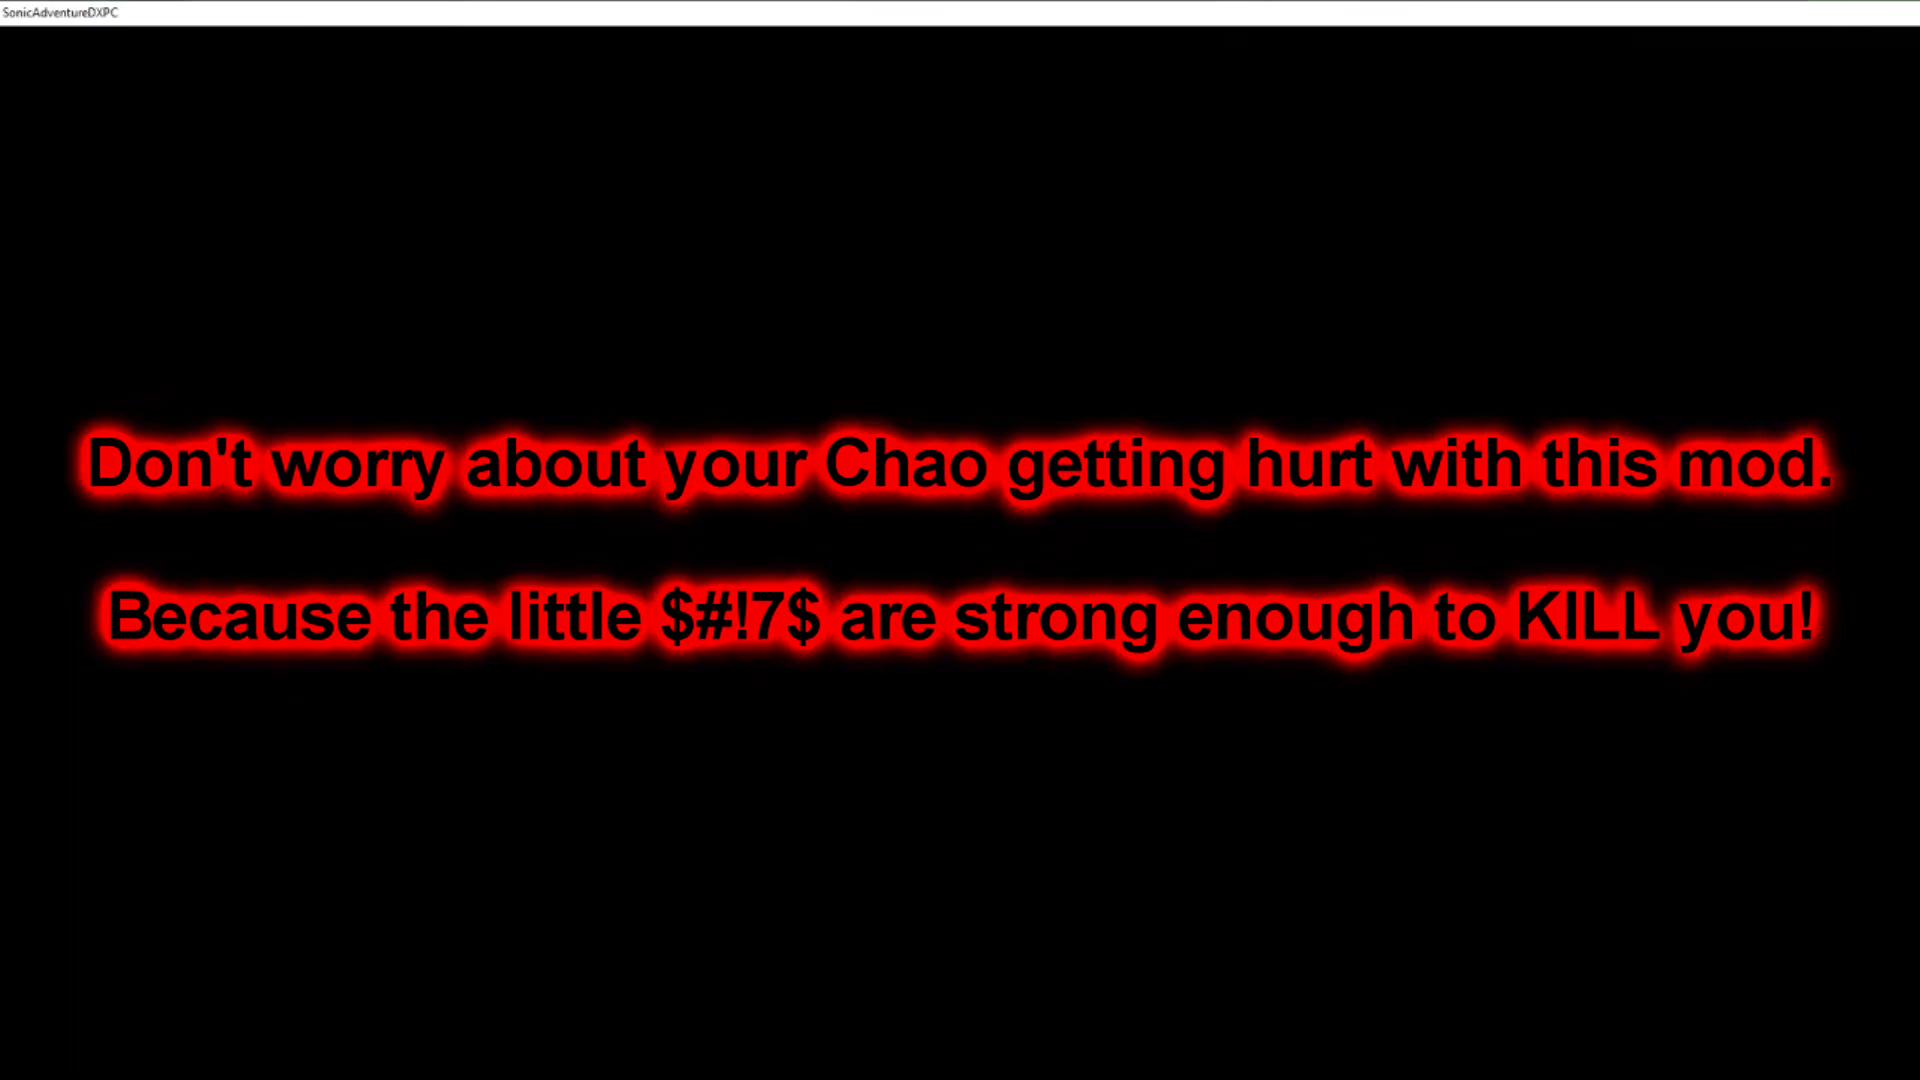 SonicAdventureDXPC
Don't worry about your Chao getting hurt with this mod.
Because the little $#!7$ are strong enough to KILL you!